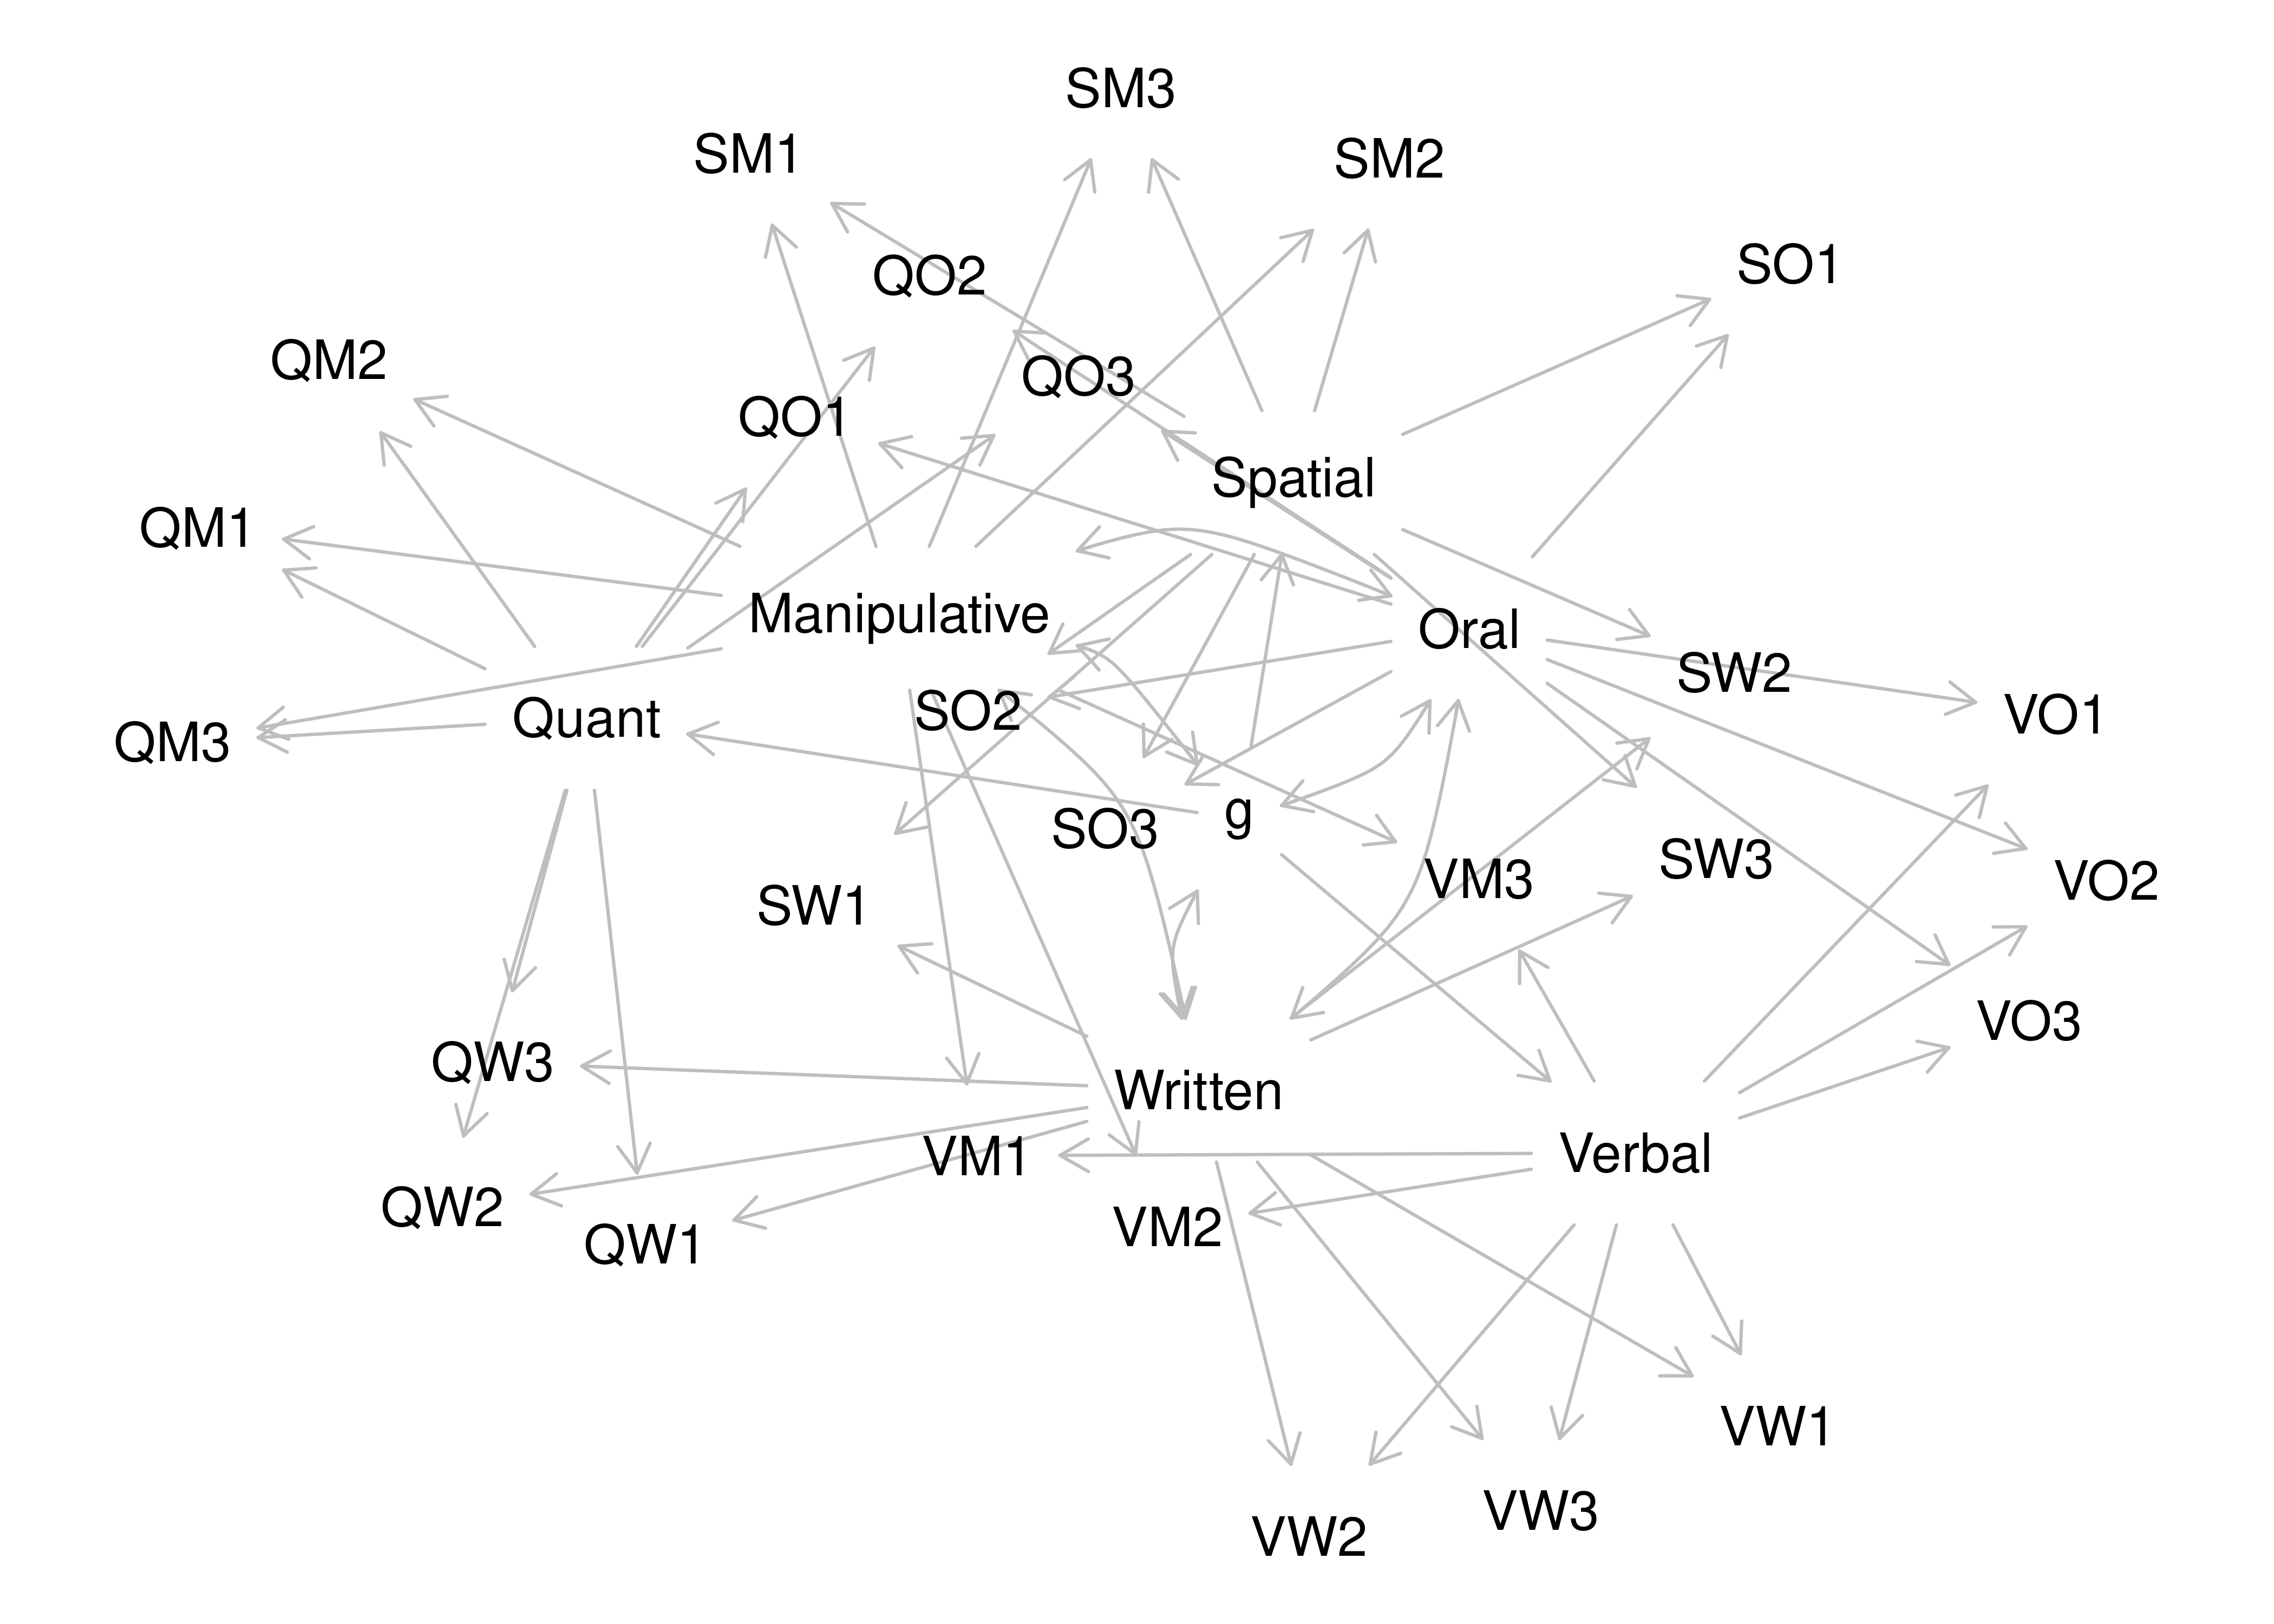 SM3
SM1
SM2
SO1
QO2
QM2
QO3
QO1
Spatial
QM1
Manipulative
Oral
SW2
SO2
Quant
VO1
QM3
g
SO3
SW3
VM3
VO2
SW1
VO3
QW3
Written
VM1
Verbal
QW2
VM2
QW1
VW1
VW3
VW2